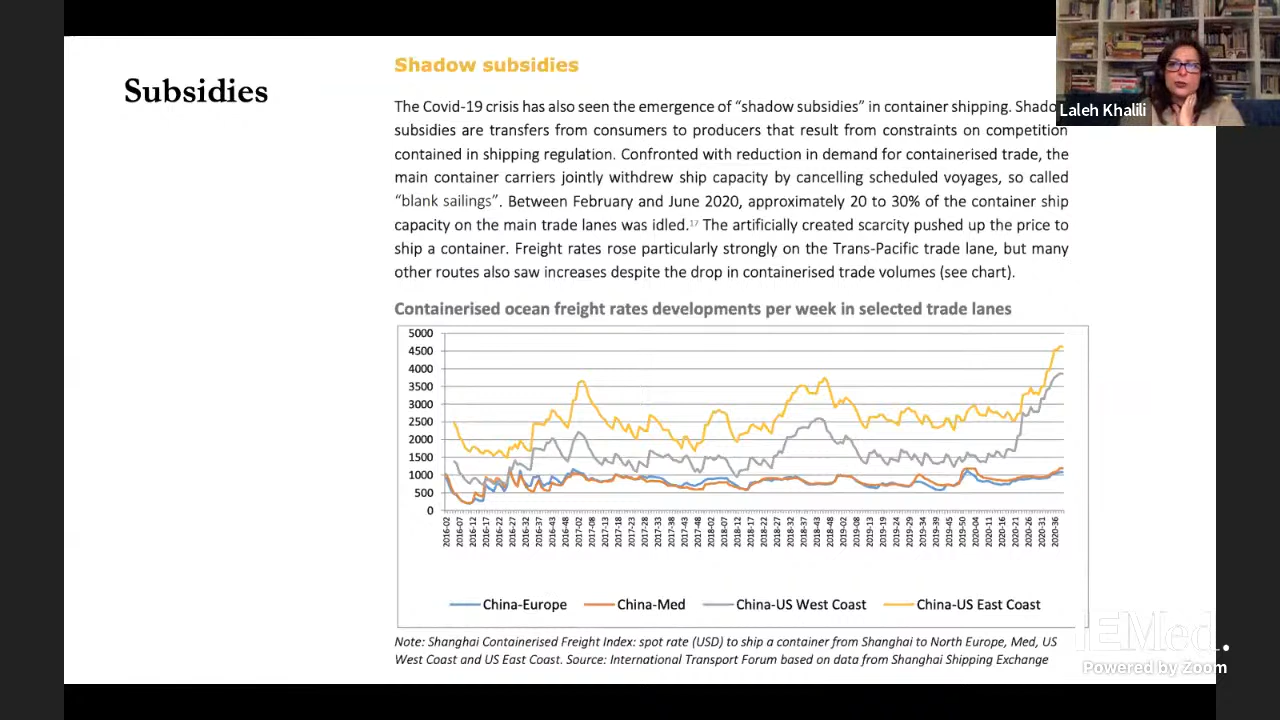 Subsidies
Shadow subsidies
The Covid-19 crisis has also seen the emergence of “shadow subsidies” in container shipping. Shadow
subsidies are transfers from consumers to producers that result from constraints on competition
contained in shipping regulation. Confronted with reduction in demand for containerised trade, the
main container carriers jointly withdrew ship capacity by cancelling scheduled voyages, so called
“blank sailings”. Between February and June 2020, approximately 20 to 30% of the container ship
capacity on the main trade lanes was idled.17 The artificially created scarcity pushed up the price to
ship a container. Freight rates rose particularly strongly on the Trans-Pacific trade lane, but many
other routes also saw increases despite the drop in containerised trade volumes (see chart).
Containerised ocean freight rates developments per week in selected trade lanes
5000
4500
4000
3500
3000
2500
2000
1500
1000
500
0
2016-02 2016-07 2016-12 2016-17 2016-22 2016-27 2016-32 2016-37 2016-43 2016-48 2017-02 2017-08 2017-13 2017-18 2017-23 2017-28 2017-33 2017-38 2017-43 2017-48 2018-02 2018-08 2018-12 2018-17 2018-22 2018-27 2018-32 2018-37 2018-43 2018-48 2019-02 2019-08 2019-13 2019-19 2019-24 2019-29 2019-34 2019-39 2019-45 2019-50 2020-04 2020-11 2020-16 2020-21 2020-26 2020-31 2020-36
China-Europe China-Med China-US West Coast China-US East Coast
Note: Shanghai Containerised Freight Index: spot rate (USD) to ship a container from Shanghai to North Europe, Med, US
West Coast and US East Coast. Source: International Transport Forum based on data from Shanghai Shipping Exchange
Laleh Khalili
IEMed.
Powered by Zoom